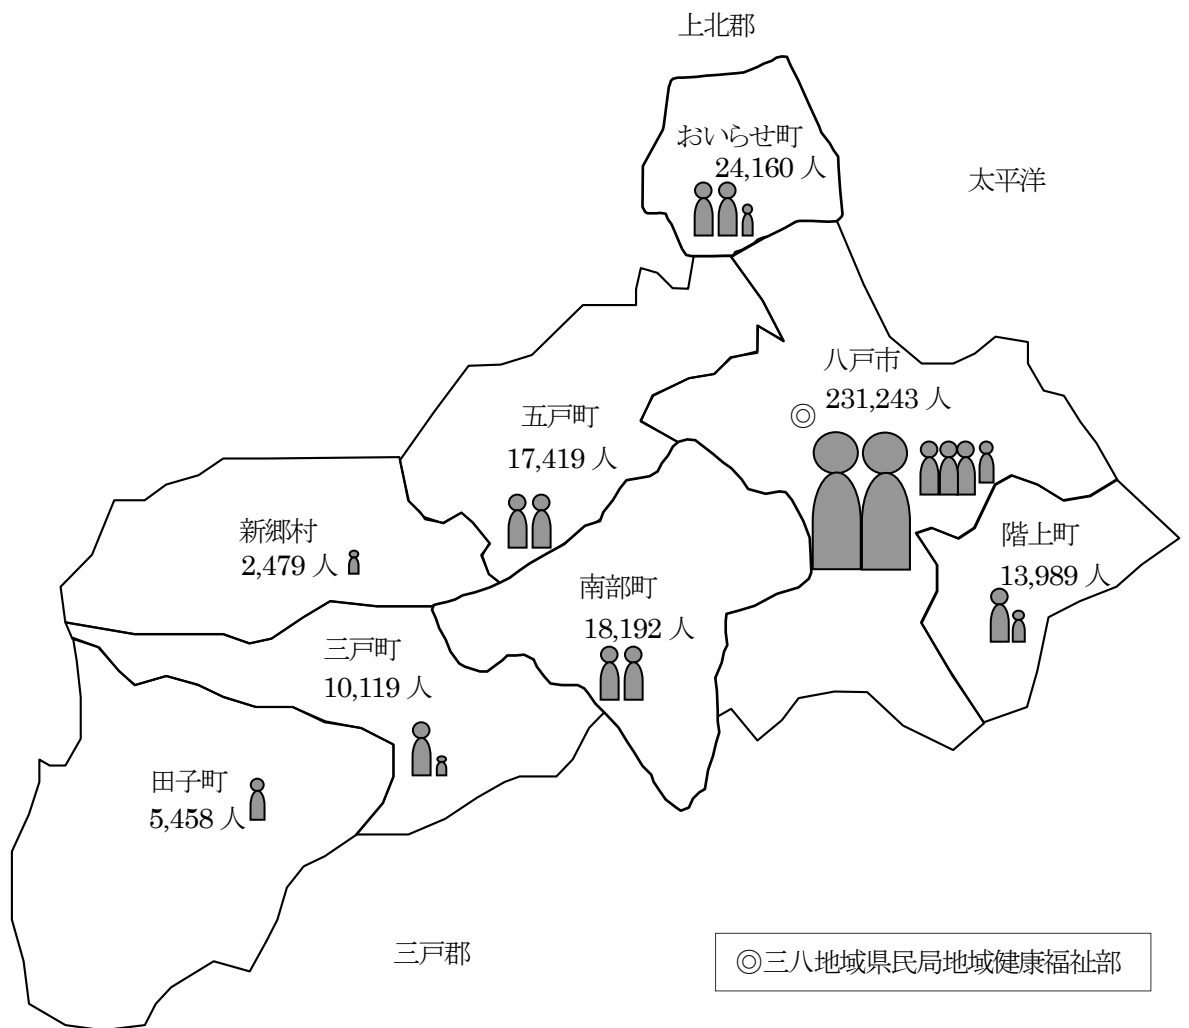 上北郡
おいらせ町
24,160 人
太平洋
八戸市
231,243 人
◎
五戸町
17,419 人
新郷村
2,479 人
階上町
13,989 人
南部町
18,192 人
三戸町
10,119 人
田子町
5,458 人
三戸郡
◎三八地域県民局地域健康福祉部